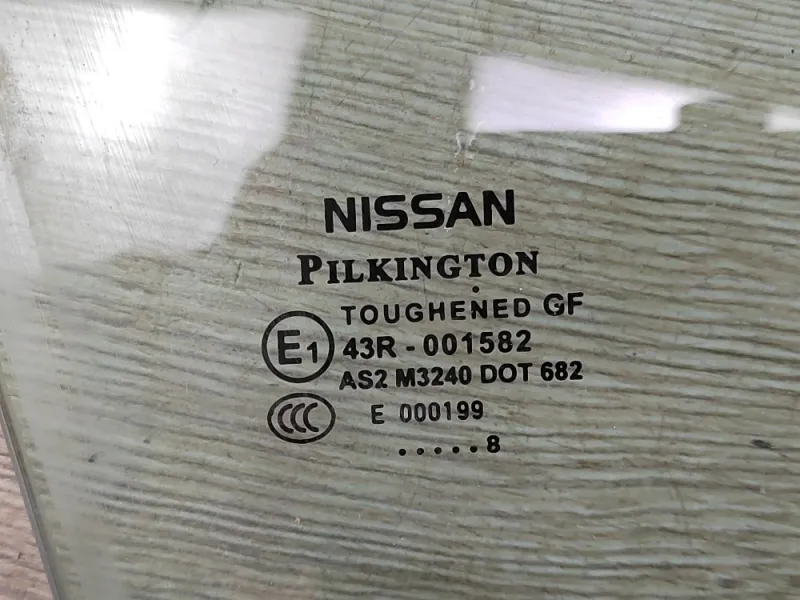 NISSAN
PILKINGTON
TOUGHENED GF
E1 43R - 001582
AS2 M3240 DOT 682
CCC E 000199
.....8